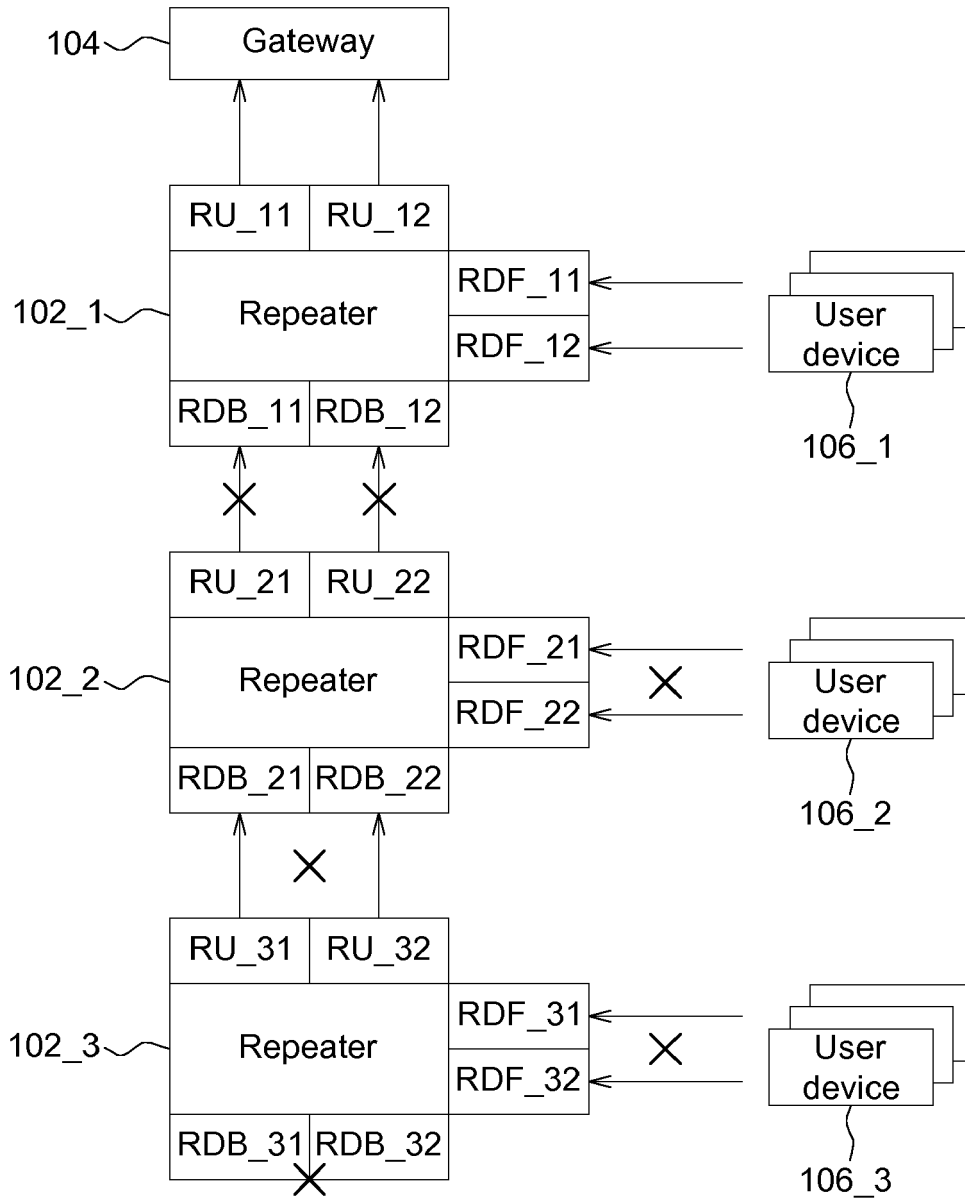 104
Gateway
RU_11
RU_12
102_1
Repeater
RDF_11
RDF_12
User
device
106_1
RDB_11
RDB_12
RU_21
RU_22
102_2
Repeater
RDF_21
RDF_22
User
device
106_2
RDB_21
RDB_22
RU_31
RU_32
102_3
Repeater
RDF_31
RDF_32
User
device
106_3
RDB_31
RDB_32